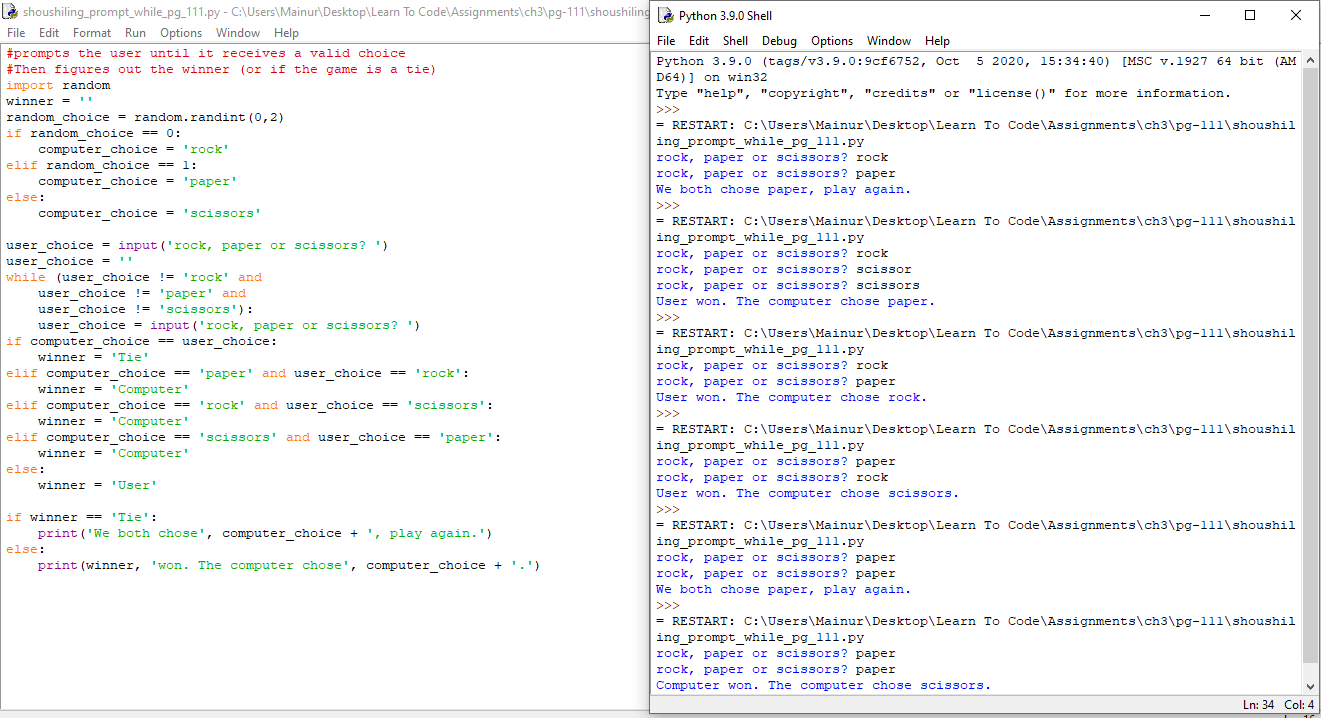 shoushiling_prompt_while_pg_111.py - C:\Users\Mainur\Desktop\Learn To Code\Assignments\ch3\pg-111\shoushiling
File Edit Format Run Options Window Help
#prompts the user until it receives a valid choice
#Then figures out the winner (or if the game is a tie)
import random
winner = ''
random_choice = random.randint(0,2)
if random_choice == 0:
    computer_choice = 'rock'
elif random_choice == 1:
    computer_choice = 'paper'
else:
    computer_choice = 'scissors'

user_choice = input('rock, paper or scissors? ')
user_choice = ''
while (user_choice != 'rock' and
    user_choice != 'paper' and
    user_choice != 'scissors'):
    user_choice = input('rock, paper or scissors? ')
if computer_choice == user_choice:
    winner = 'Tie'
elif computer_choice == 'paper' and user_choice == 'rock':
    winner = 'Computer'
elif computer_choice == 'rock' and user_choice == 'scissors':
    winner = 'Computer'
elif computer_choice == 'scissors' and user_choice == 'paper':
    winner = 'Computer'
else:
    winner = 'User'

if winner == 'Tie':
    print('We both chose', computer_choice + ', play again.')
else:
    print(winner, 'won. The computer chose', computer_choice + '.')
Python 3.9.0 Shell
File Edit Shell Debug Options Window Help
Python 3.9.0 (tags/v3.9.0:9cf6752, Oct  5 2020, 15:34:40) [MSC v.1927 64 bit (AM
D64)] on win32
Type "help", "copyright", "credits" or "license()" for more information.
>>>
= RESTART: C:\Users\Mainur\Desktop\Learn To Code\Assignments\ch3\pg-111\shoushil
ing_prompt_while_pg_111.py
rock, paper or scissors? rock
rock, paper or scissors? paper
We both chose paper, play again.
>>>
= RESTART: C:\Users\Mainur\Desktop\Learn To Code\Assignments\ch3\pg-111\shoushil
ing_prompt_while_pg_111.py
rock, paper or scissors? rock
rock, paper or scissors? scissor
rock, paper or scissors? scissors
User won. The computer chose paper.
>>>
= RESTART: C:\Users\Mainur\Desktop\Learn To Code\Assignments\ch3\pg-111\shoushil
ing_prompt_while_pg_111.py
rock, paper or scissors? rock
rock, paper or scissors? paper
User won. The computer chose rock.
>>>
= RESTART: C:\Users\Mainur\Desktop\Learn To Code\Assignments\ch3\pg-111\shoushil
ing_prompt_while_pg_111.py
rock, paper or scissors? paper
rock, paper or scissors? rock
User won. The computer chose scissors.
>>>
= RESTART: C:\Users\Mainur\Desktop\Learn To Code\Assignments\ch3\pg-111\shoushil
ing_prompt_while_pg_111.py
rock, paper or scissors? paper
rock, paper or scissors? paper
We both chose paper, play again.
>>>
= RESTART: C:\Users\Mainur\Desktop\Learn To Code\Assignments\ch3\pg-111\shoushil
ing_prompt_while_pg_111.py
rock, paper or scissors? paper
rock, paper or scissors? paper
Computer won. The computer chose scissors.
Ln: 34 Col: 4